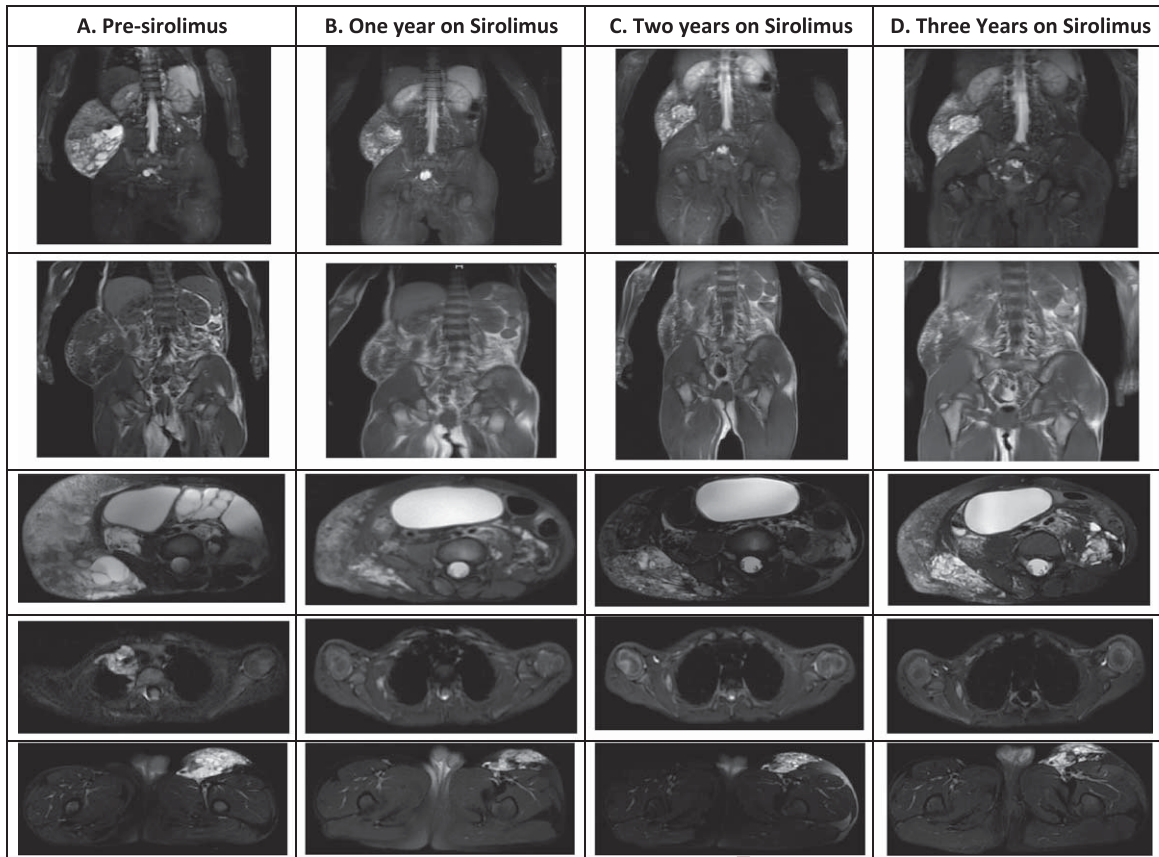 A. Pre-sirolimus
B. One year on Sirolimus
C. Two years on Sirolimus
D. Three Years on Sirolimus